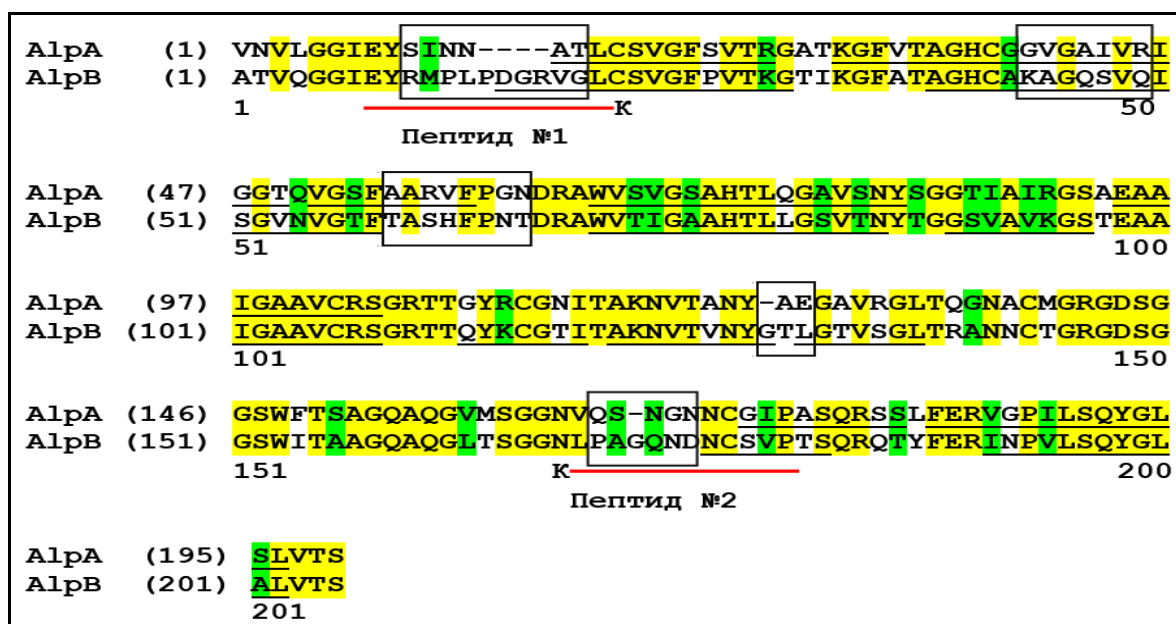 AlpA (1) VNVLGGIEYSINN----ATLCSVGFSVTRGATKGFVTAGHCGGVGAIVRI
AlpB (1) ATVQGGIEYRMPLPDGRVGLCSVGFPVTKGTIKGFATAGHCAKAGQSVQI
1 K 50
Пептид №1
AlpA (47) GGTQVGSFAARVFPGNDRAWVSVGSAHTLQGAVSNYSGGTIAIRGSAEAA
AlpB (51) SGVNVGTFTASHFPNTDRAWVTIGAAHTLLGSVTNYTGGSVAVKGSTEAA
51 100
AlpA (97) IGAAVCRSGRTTGYRCGNITAKNVTANY-AEGAVRGLTQGNACMGRGDSG
AlpB (101) IGAAVCRSGRTTQYKCGTITAKNVTVNYGTLGTVSGLTRANNCTGRGDSG
101 150
AlpA (146) GSWFTSAGQAQGVMSGGNVQS-NGNNCGIPASQRSSLFERVGPILSQYGL
AlpB (151) GSWITAAGQAQGLTSGGNLPAGQNDNCSVPTSQRQTYFERINPVLSQYGL
151 K 200
Пептид №2
AlpA (195) SLVTS
AlpB (201) ALVTS
201